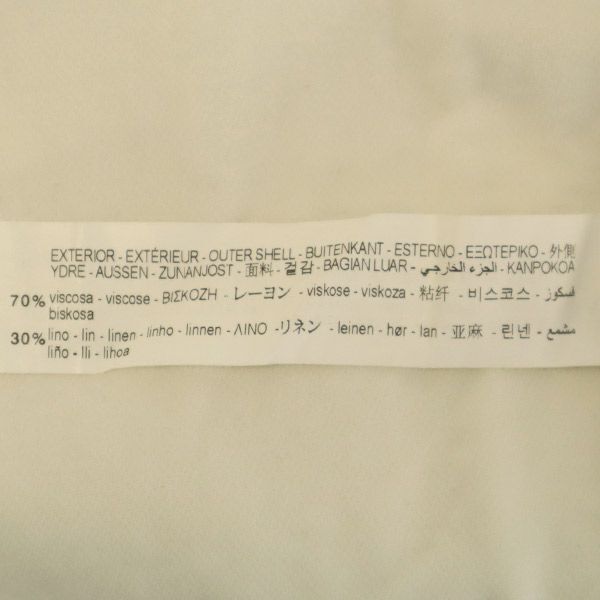 EXTERIOR - EXTÉRIEUR - OUTER SHELL - BUITENKANT - ESTERNO - ΕΞΩΤΕΡΙΚΟ - 外側
YDRE - AUSSEN - ZUNANJOST - 面料 - 겉감 - BAGIAN LUAR - الجزء الخارجي - KANPOKOA
70% viscosa - viscose - ΒΙΣΚΟΖΗ - レーヨン - viskose - viskoza - 粘纤 - 비스코스 - فسكوز
biskosa
30% lino - lin - linen - linho - linnen - ΛΙΝΟ - リネン - leinen - hør - lan - 亚麻 - 린넨 - مشمع
liño - lli - lihoa